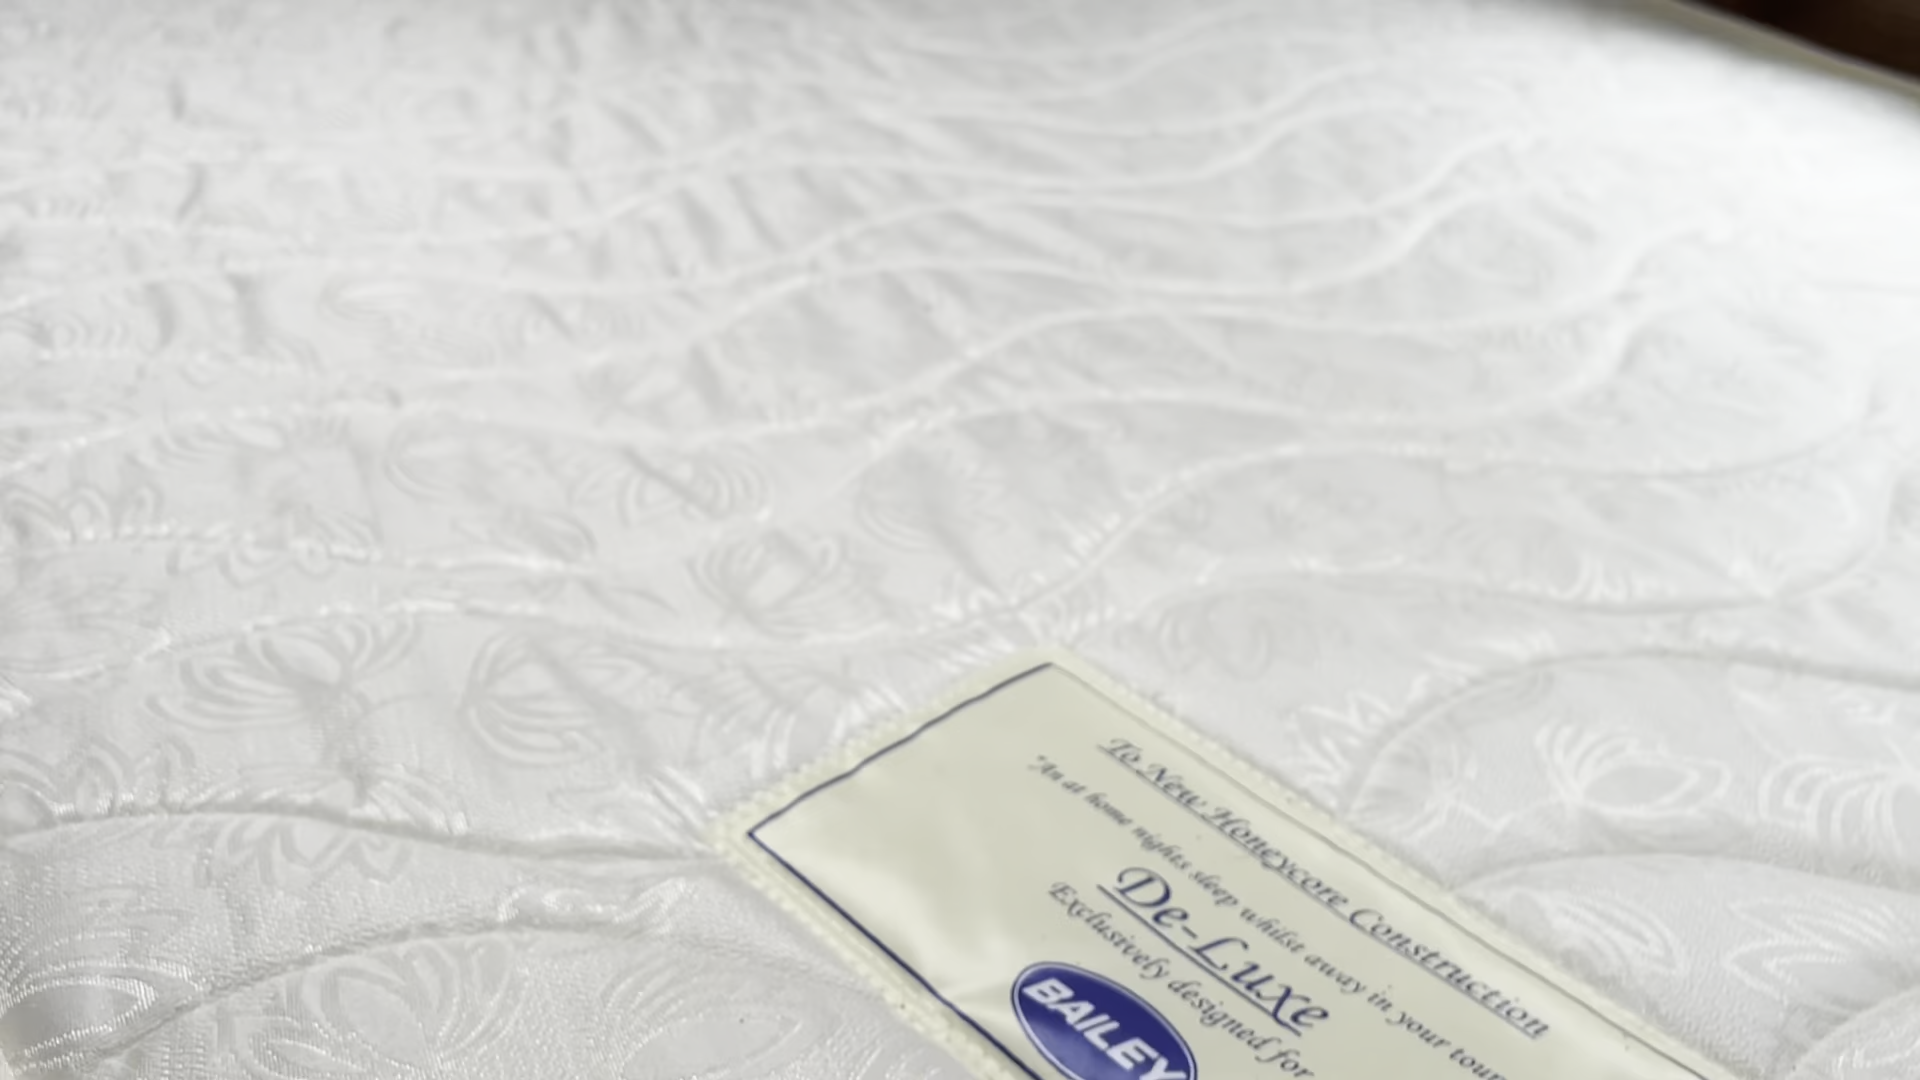 To New Honeycore Construction
"An at home nights sleep whilst away in your tour
De-Luxe
Exclusively designed for
BAILEY